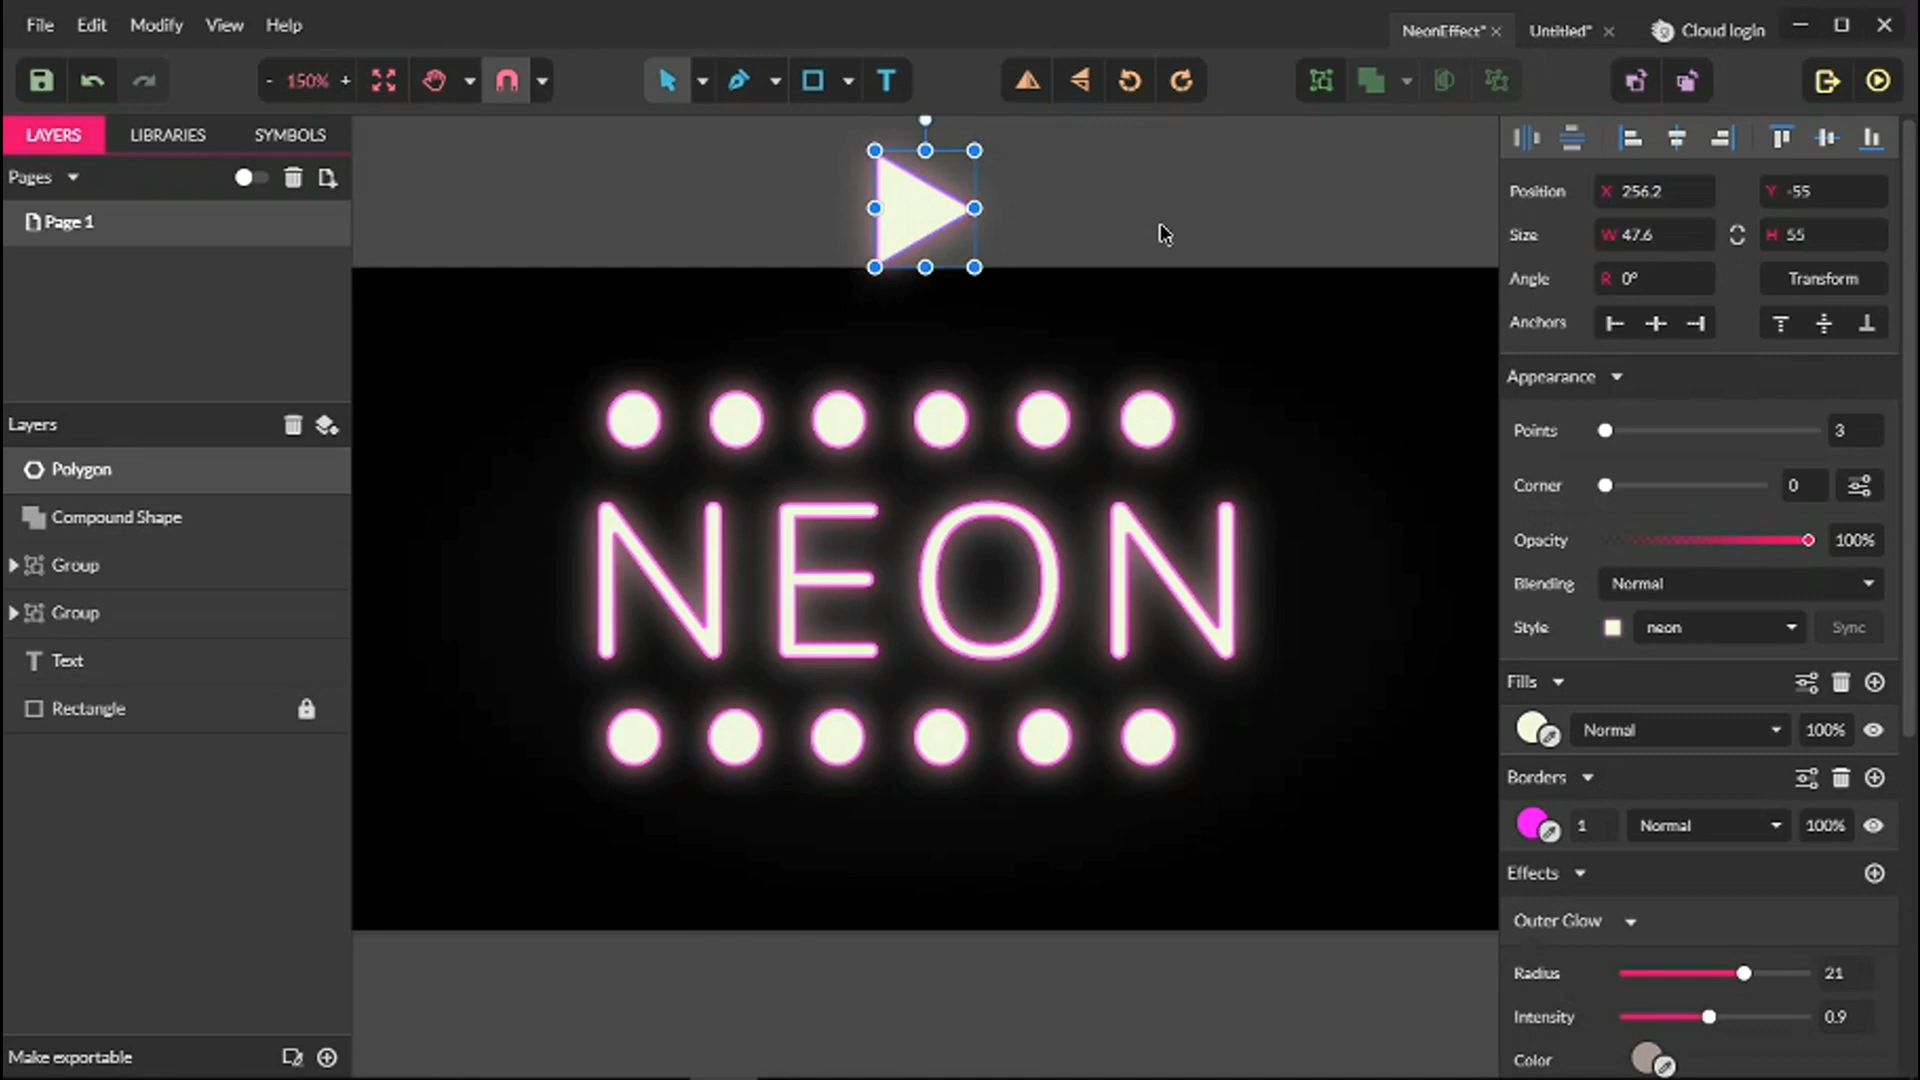 File Edit Modify View Help
NeonEffect* Untitled* Cloud login
- 150% + T
LAYERS LIBRARIES SYMBOLS
Pages
Page 1
Layers
Polygon
Compound Shape
Group
Group
Text
Rectangle
Make exportable
NEON
Position X 256.2 Y -55
Size W 47.6 H 55
Angle R 0° Transform
Anchors
Appearance
Points 3
Corner 0
Opacity 100%
Blending Normal
Style neon Sync
Fills
Normal 100%
Borders
1 Normal 100%
Effects
Outer Glow
Radius 21
Intensity 0.9
Color